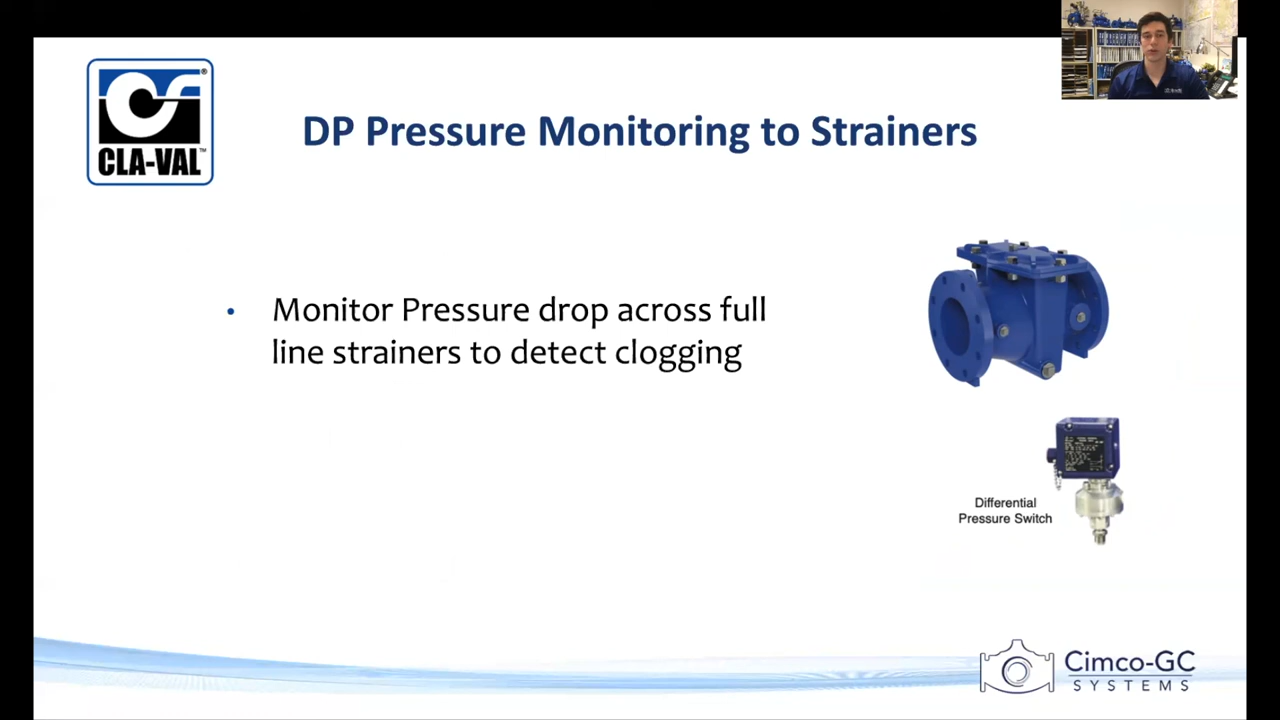 CLA-VAL™
DP Pressure Monitoring to Strainers
• Monitor Pressure drop across full
line strainers to detect clogging
Differential
Pressure Switch
Cimco-GC
SYSTEMS